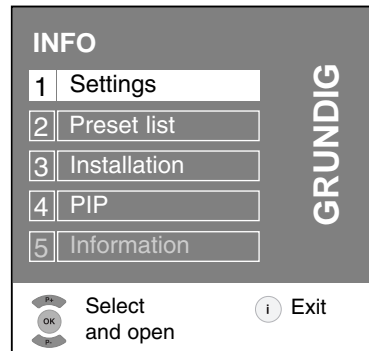 INFO
1 Settings
2 Preset list
3 Installation
4 PIP
5 Information
GRUNDIG
P+
OK
P-
Select
and open
i Exit